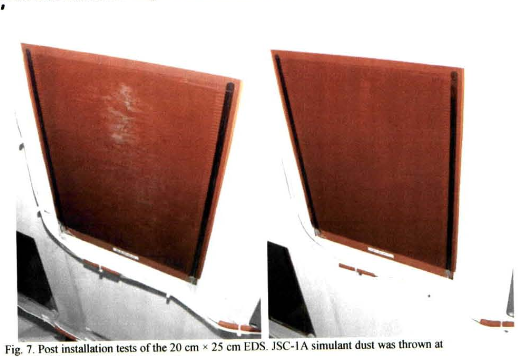 Fig. 7. Post installation tests of the 20 cm × 25 cm EDS. JSC-1A simulant dust was thrown at